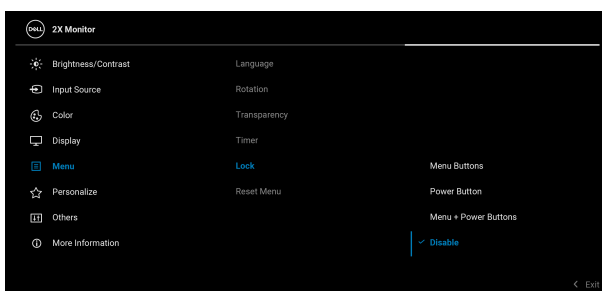 DELL 2X Monitor
Brightness/Contrast Language
Input Source Rotation
Color Transparency
Display Timer
Menu Lock Menu Buttons
Personalize Reset Menu Power Button
Others Menu + Power Buttons
More Information Disable
Exit